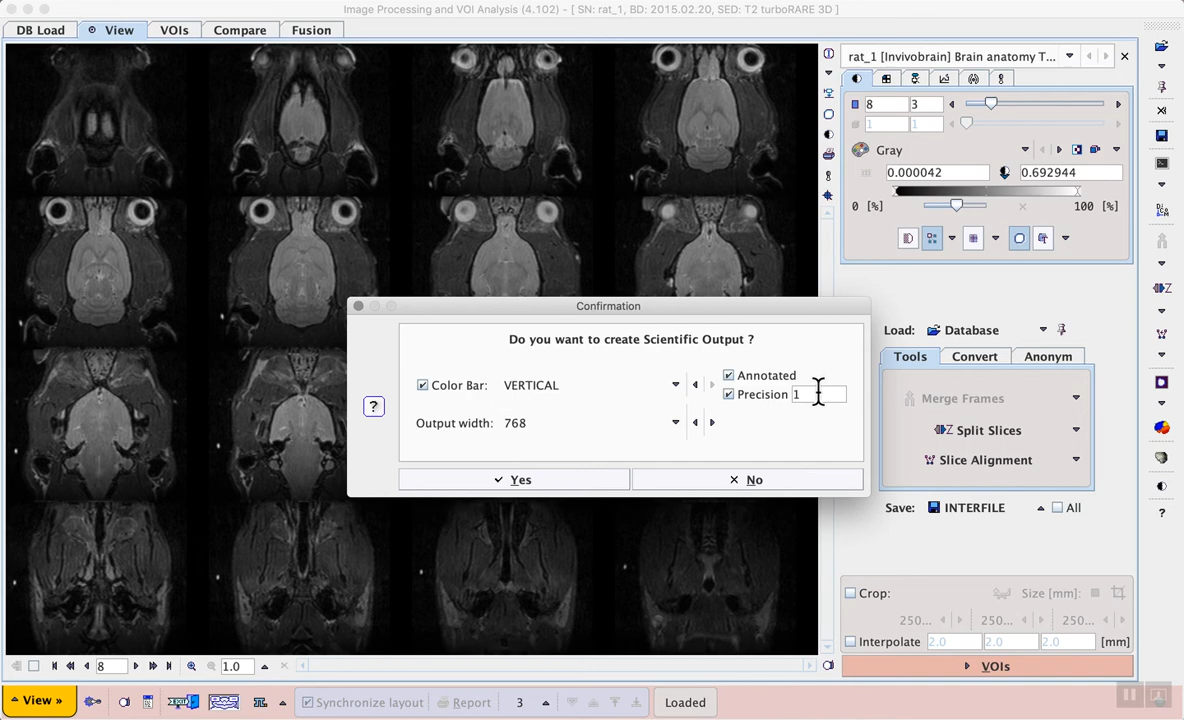 Image Processing and VOI Analysis (4.102) - [ SN: rat_1, BD: 2015.02.20, SED: T2 turboRARE 3D ]
DB Load View VOIs Compare Fusion
rat_1 [Invivobrain] Brain anatomy T...
8 3
1 1
Gray
0.000042 0.692944
0 [%] 100 [%]
Confirmation
Do you want to create Scientific Output ?
Color Bar: VERTICAL
Annotated
Precision 1
Output width: 768
?
Yes No
Load: Database
Tools Convert Anonym
Merge Frames
Split Slices
Slice Alignment
Save: INTERFILE All
Crop: Size [mm]:
250... 250... 250...
Interpolate 2.0 2.0 2.0 [mm]
8 1.0
VOIs
View »
Synchronize layout Report 3 Loaded